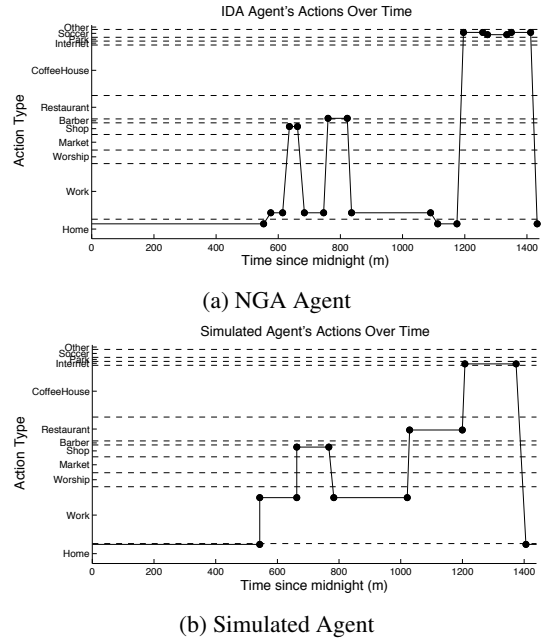 IDA Agent's Actions Over Time
Other
Soccer
Park
Internet
CoffeeHouse
Restaurant
Barber
Shop
Market
Worship
Work
Home
Action Type
0 200 400 600 800 1000 1200 1400
Time since midnight (m)
(a) NGA Agent
Simulated Agent's Actions Over Time
Other
Soccer
Park
Internet
CoffeeHouse
Restaurant
Barber
Shop
Market
Worship
Work
Home
Action Type
0 200 400 600 800 1000 1200 1400
Time since midnight (m)
(b) Simulated Agent